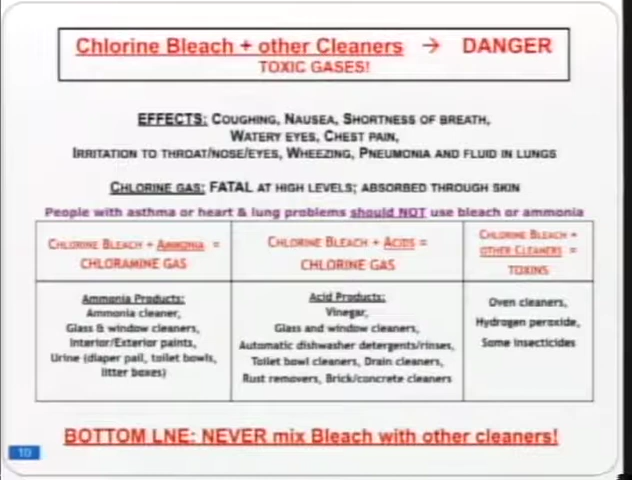 Chlorine Bleach + other Cleaners → DANGER
TOXIC GASES!
EFFECTS: COUGHING, NAUSEA, SHORTNESS OF BREATH,
WATERY EYES, CHEST PAIN,
IRRITATION TO THROAT/NOSE/EYES, WHEEZING, PNEUMONIA AND FLUID IN LUNGS
CHLORINE GAS: FATAL AT HIGH LEVELS; ABSORBED THROUGH SKIN
People with asthma or heart & lung problems should NOT use bleach or ammonia
CHLORINE BLEACH + AMMONIA =
CHLORAMINE GAS
CHLORINE BLEACH + ACIDS =
CHLORINE GAS
CHLORINE BLEACH +
OTHER CLEANERS =
TOXINS
Ammonia Products:
Ammonia cleaner,
Glass & window cleaners,
Interior/Exterior paints,
Urine (diaper pail, toilet bowls,
litter boxes)
Acid Products:
Vinegar,
Glass and window cleaners,
Automatic dishwasher detergents/rinses,
Toilet bowl cleaners, Drain cleaners,
Rust removers, Brick/concrete cleaners
Oven cleaners,
Hydrogen peroxide,
Some insecticides
BOTTOM LNE: NEVER mix Bleach with other cleaners!
10